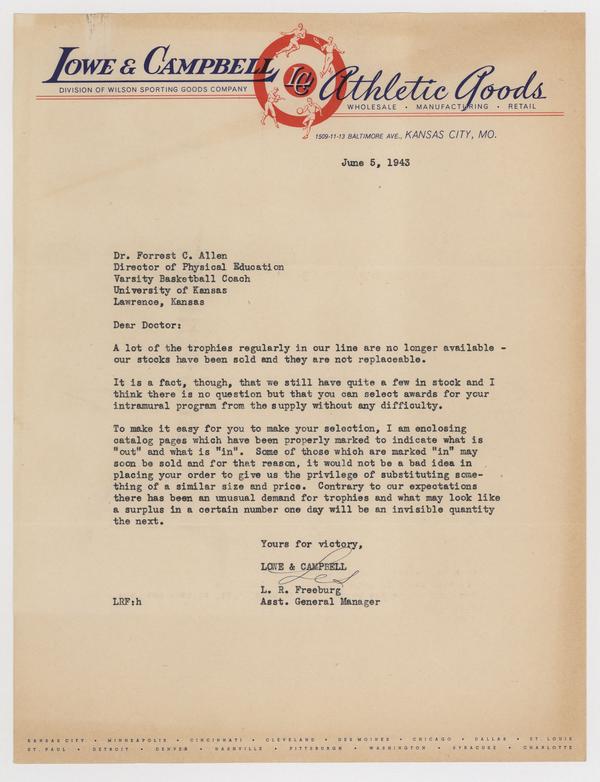 LOWE & CAMPBELL LC Athletic Goods
DIVISION OF WILSON SPORTING GOODS COMPANY
WHOLESALE • MANUFACTURING • RETAIL
1509-11-13 BALTIMORE AVE., KANSAS CITY, MO.
June 5, 1943
Dr. Forrest C. Allen
Director of Physical Education
Varsity Basketball Coach
University of Kansas
Lawrence, Kansas
Dear Doctor:
A lot of the trophies regularly in our line are no longer available -
our stocks have been sold and they are not replaceable.
It is a fact, though, that we still have quite a few in stock and I
think there is no question but that you can select awards for your
intramural program from the supply without any difficulty.
To make it easy for you to make your selection, I am enclosing
catalog pages which have been properly marked to indicate what is
"out" and what is "in". Some of those which are marked "in" may
soon be sold and for that reason, it would not be a bad idea in
placing your order to give us the privilege of substituting some-
thing of a similar size and price. Contrary to our expectations
there has been an unusual demand for trophies and what may look like
a surplus in a certain number one day will be an invisible quantity
the next.
Yours for victory,
LOWE & CAMPBELL
Les
L. R. Freeburg
LRF:h Asst. General Manager
KANSAS CITY • MINNEAPOLIS • CINCINNATI • CLEVELAND • DES MOINES • CHICAGO • DALLAS • ST. LOUIS
ST. PAUL • DETROIT • DENVER • NASHVILLE • PITTSBURGH • WASHINGTON • SYRACUSE • CHARLOTTE